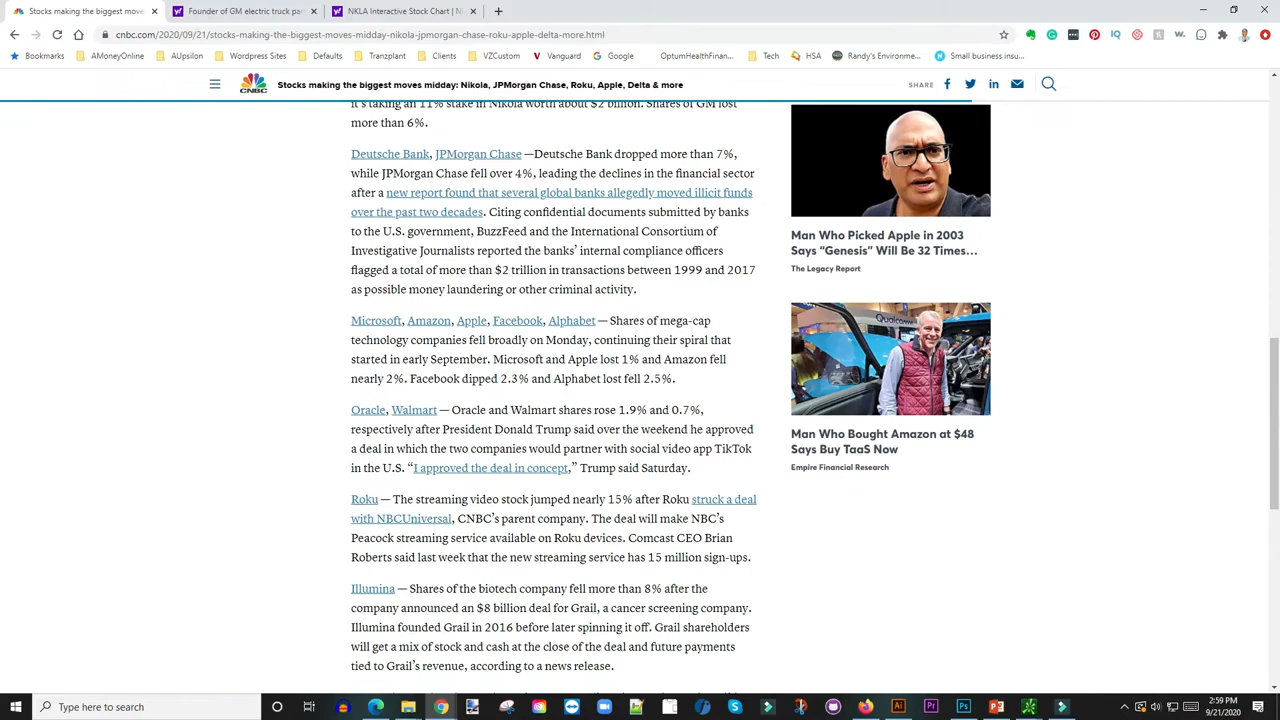 Stocks making the biggest move
Founder of GM electric truck par
NKLA Interactive Stock Chart | Ni
cnbc.com/2020/09/21/stocks-making-the-biggest-moves-midday-nikola-jpmorgan-chase-roku-apple-delta-more.html
Bookmarks AMoneyOnline AUpsilon Wordpress Sites Defaults Tranzplant Clients VZCustom Vanguard Google OptumHealthFinan... Tech HSA Randy's Environme... Small business insu...
CNBC
Stocks making the biggest moves midday: Nikola, JPMorgan Chase, Roku, Apple, Delta & more
SHARE
it's taking an 11% stake in Nikola worth about $2 billion. Shares of GM lost
more than 6%.
Deutsche Bank, JPMorgan Chase —Deutsche Bank dropped more than 7%,
while JPMorgan Chase fell over 4%, leading the declines in the financial sector
after a new report found that several global banks allegedly moved illicit funds
over the past two decades. Citing confidential documents submitted by banks
to the U.S. government, BuzzFeed and the International Consortium of
Investigative Journalists reported the banks' internal compliance officers
flagged a total of more than $2 trillion in transactions between 1999 and 2017
as possible money laundering or other criminal activity.
Microsoft, Amazon, Apple, Facebook, Alphabet — Shares of mega-cap
technology companies fell broadly on Monday, continuing their spiral that
started in early September. Microsoft and Apple lost 1% and Amazon fell
nearly 2%. Facebook dipped 2.3% and Alphabet lost fell 2.5%.
Oracle, Walmart — Oracle and Walmart shares rose 1.9% and 0.7%,
respectively after President Donald Trump said over the weekend he approved
a deal in which the two companies would partner with social video app TikTok
in the U.S. "I approved the deal in concept," Trump said Saturday.
Roku — The streaming video stock jumped nearly 15% after Roku struck a deal
with NBCUniversal, CNBC's parent company. The deal will make NBC's
Peacock streaming service available on Roku devices. Comcast CEO Brian
Roberts said last week that the new streaming service has 15 million sign-ups.
Illumina — Shares of the biotech company fell more than 8% after the
company announced an $8 billion deal for Grail, a cancer screening company.
Illumina founded Grail in 2016 before later spinning it off. Grail shareholders
will get a mix of stock and cash at the close of the deal and future payments
tied to Grail's revenue, according to a news release.
Man Who Picked Apple in 2003
Says "Genesis" Will Be 32 Times...
The Legacy Report
Qualcomm
Man Who Bought Amazon at $48
Says Buy TaaS Now
Empire Financial Research
Type here to search
2:59 PM
9/21/2020